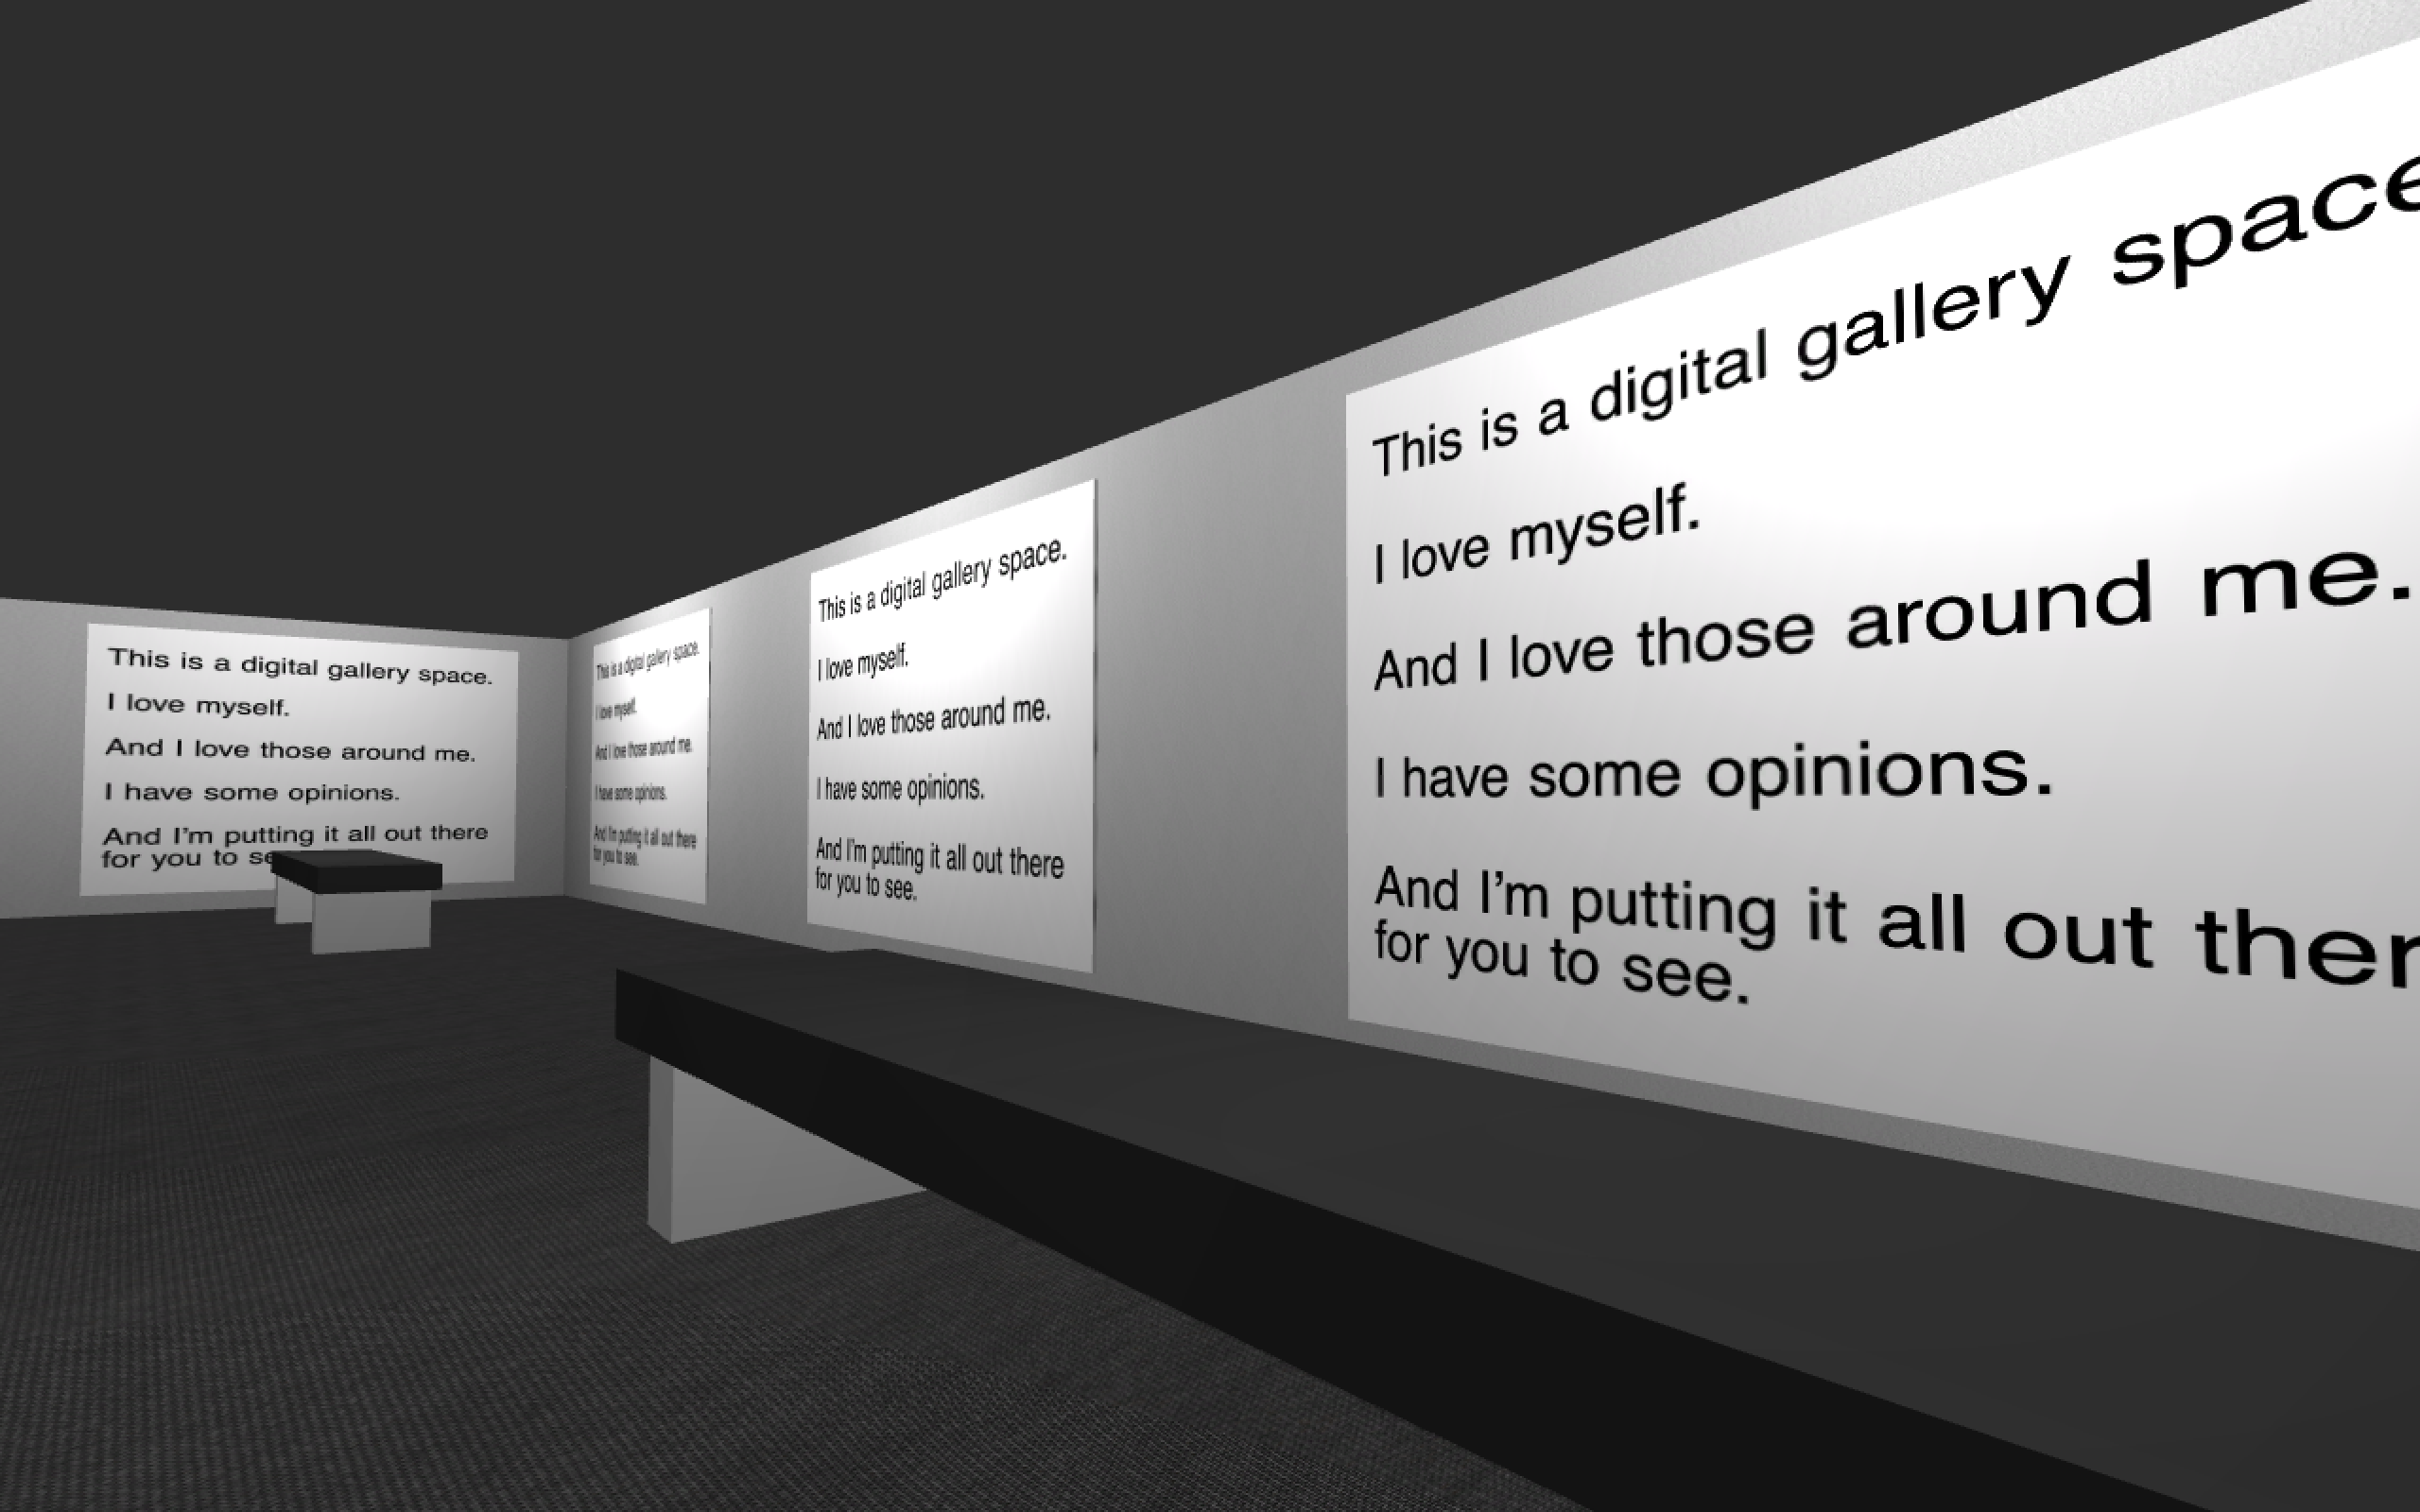 This is a digital gallery space.
I love myself.
And I love those around me.
I have some opinions.
And I'm putting it all out there
for you to see.
This is a digital gallery space.
I love myself.
And I love those around me.
I have some opinions.
And I'm putting it all out there
for you to see.
This is a digital gallery space.
I love myself.
And I love those around me.
I have some opinions.
And I'm putting it all out there
for you to see.
This is a digital gallery space
I love myself.
And I love those around me.
I have some opinions.
And I’m putting it all out
for you to see.